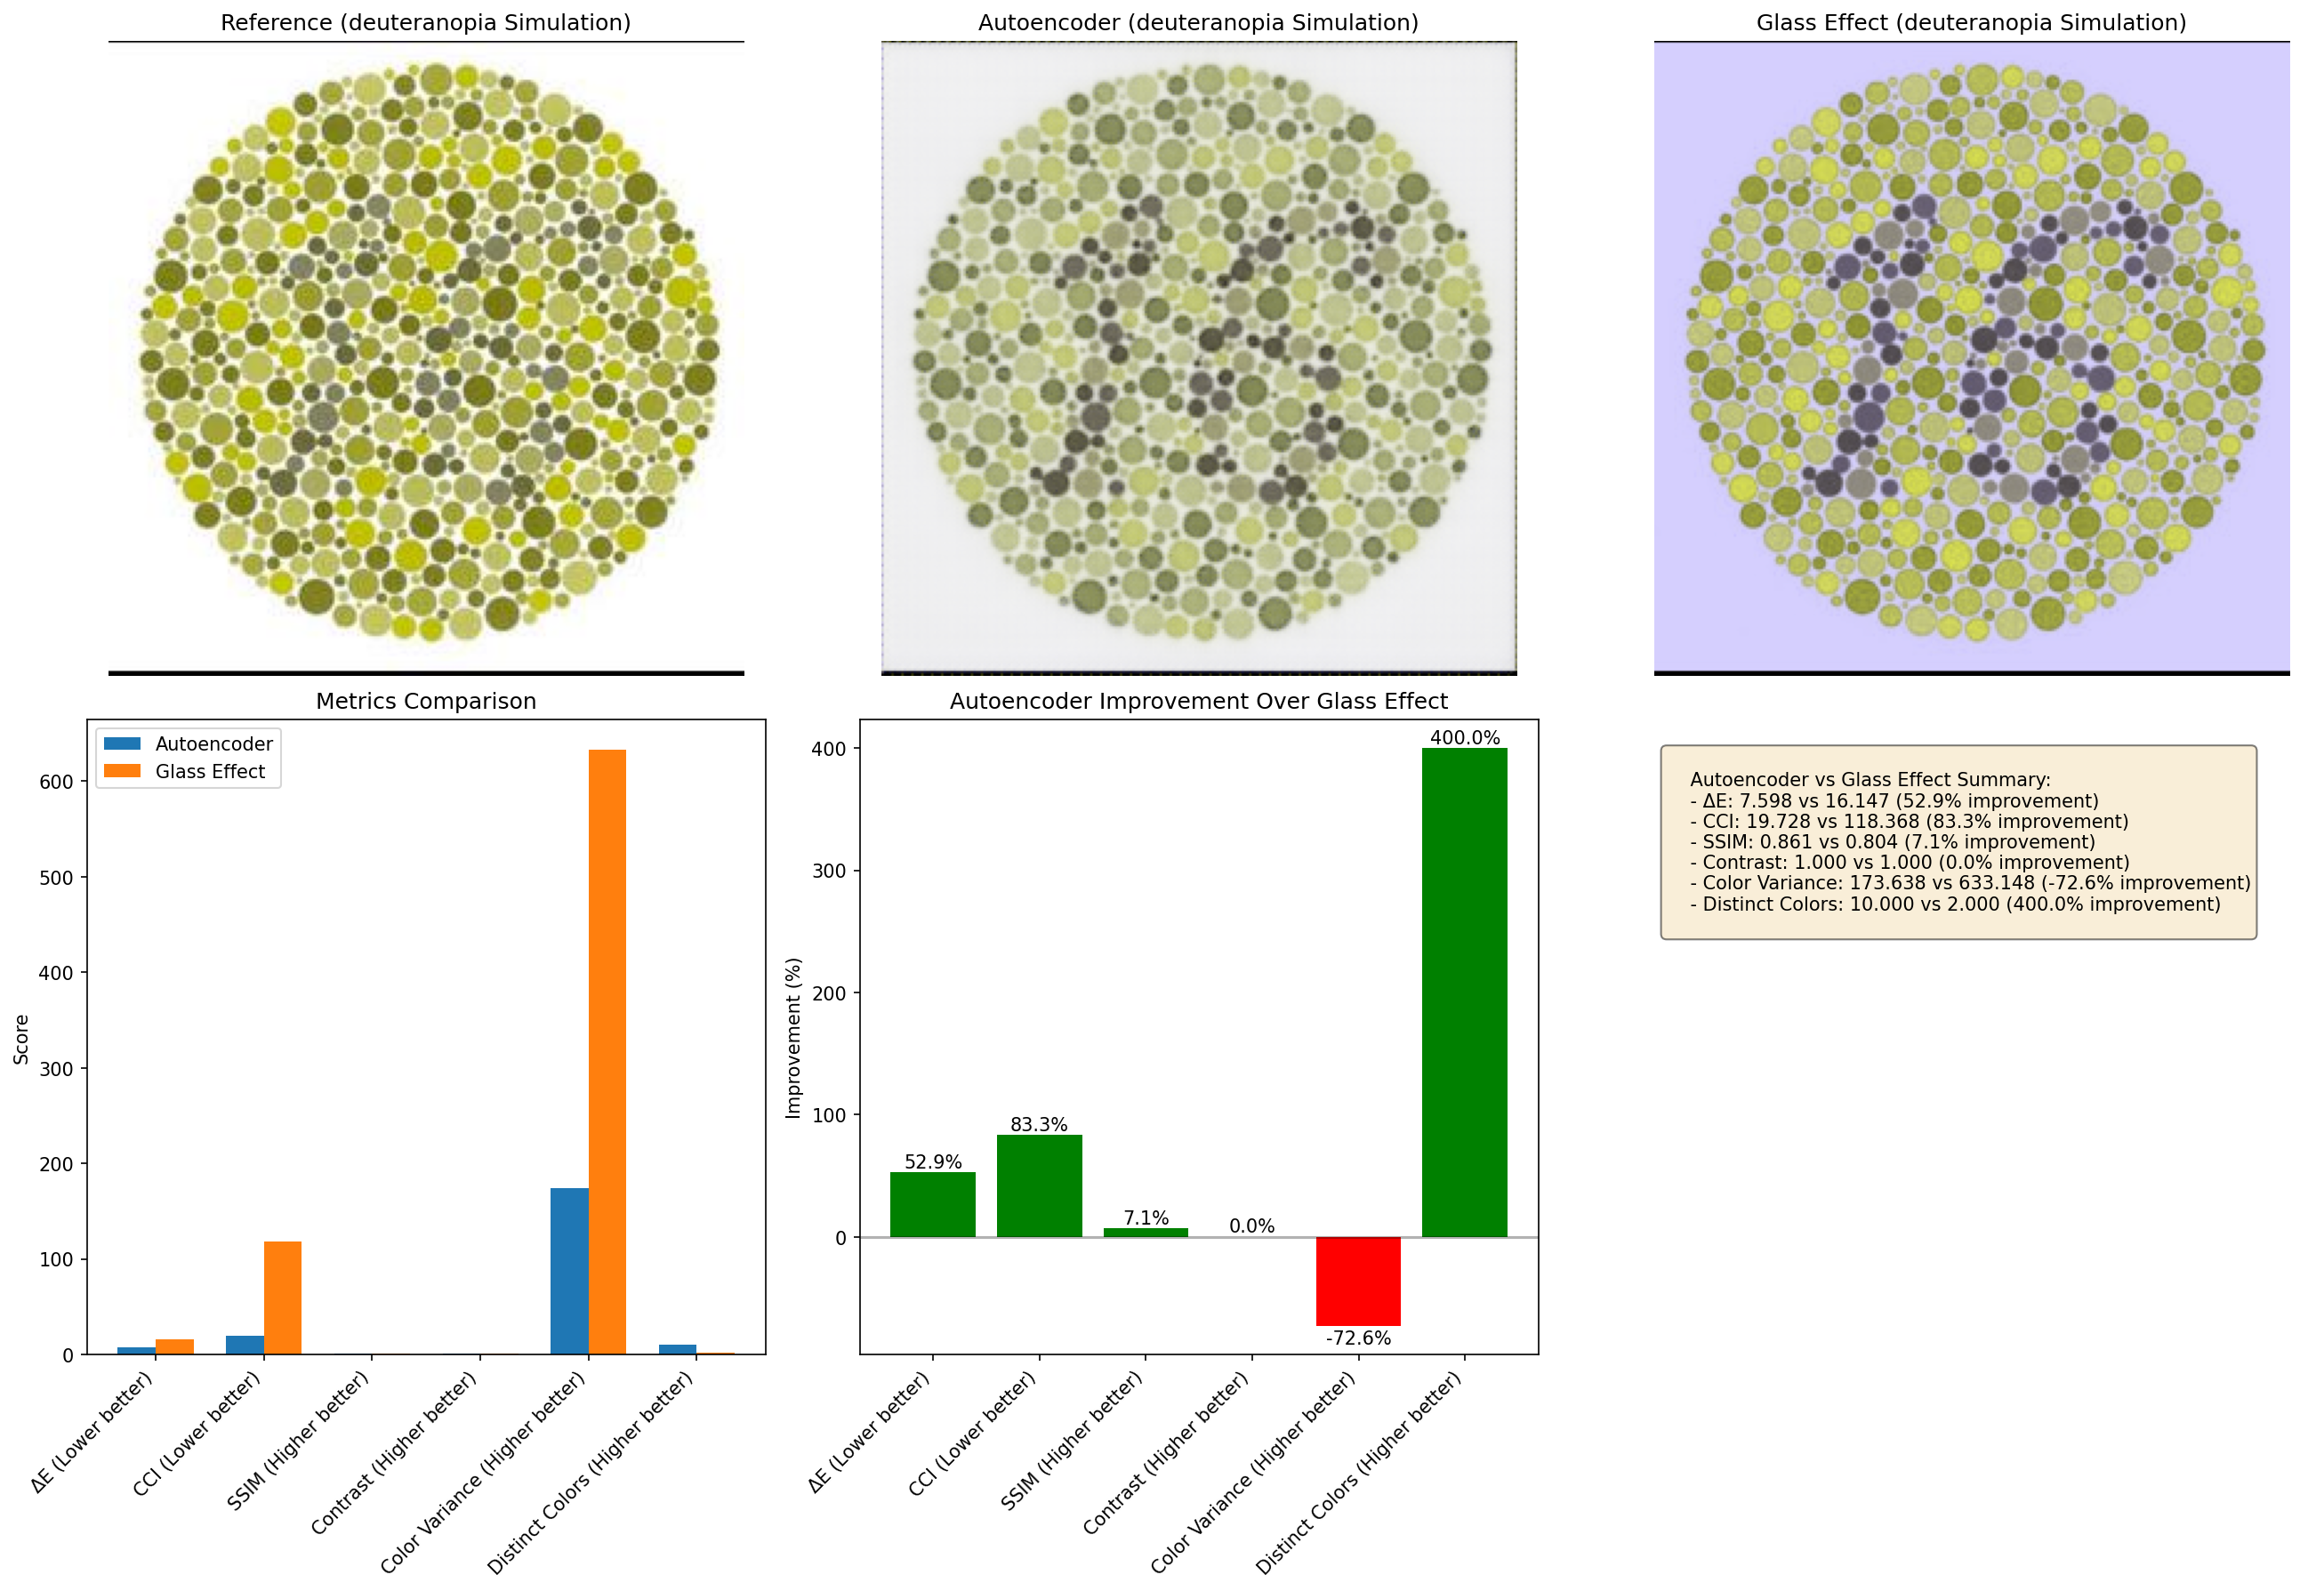 Reference (deuteranopia Simulation)
Autoencoder (deuteranopia Simulation)
Glass Effect (deuteranopia Simulation)
Metrics Comparison
Autoencoder
Glass Effect
Score
600
500
400
300
200
100
0
ΔE (Lower better)
CCI (Lower better)
SSIM (Higher better)
Contrast (Higher better)
Color Variance (Higher better)
Distinct Colors (Higher better)
Autoencoder Improvement Over Glass Effect
Improvement (%)
400
300
200
100
0
52.9%
83.3%
7.1%
0.0%
-72.6%
400.0%
ΔE (Lower better)
CCI (Lower better)
SSIM (Higher better)
Contrast (Higher better)
Color Variance (Higher better)
Distinct Colors (Higher better)
Autoencoder vs Glass Effect Summary:
- ΔE: 7.598 vs 16.147 (52.9% improvement)
- CCI: 19.728 vs 118.368 (83.3% improvement)
- SSIM: 0.861 vs 0.804 (7.1% improvement)
- Contrast: 1.000 vs 1.000 (0.0% improvement)
- Color Variance: 173.638 vs 633.148 (-72.6% improvement)
- Distinct Colors: 10.000 vs 2.000 (400.0% improvement)